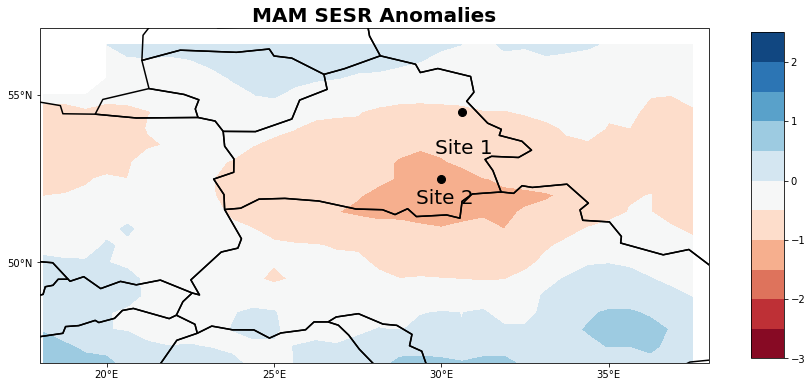 MAM SESR Anomalies
55°N
50°N
20°E
25°E
30°E
35°E
Site 1
Site 2
2
1
0
−1
−2
−3